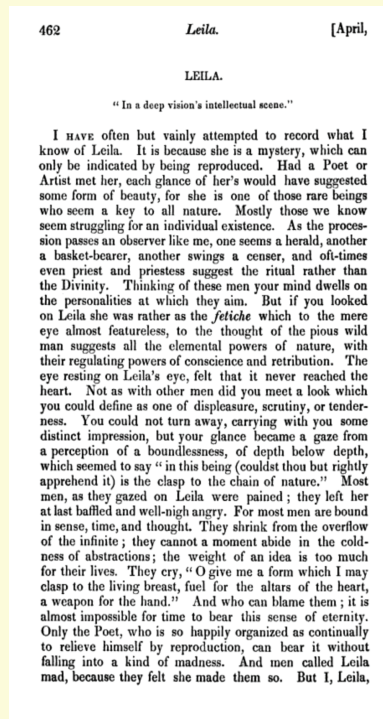 462 Leila. [April,
LEILA.
“ In a deep vision's intellectual scene.”
I HAVE often but vainly attempted to record what I
know of Leila. It is because she is a mystery, which can
only be indicated by being reproduced. Had a Poet or
Artist met her, each glance of her's would have suggested
some form of beauty, for she is one of those rare beings
who seem a key to all nature. Mostly those we know
seem struggling for an individual existence. As the proces-
sion passes an observer like me, one seems a herald, another
a basket-bearer, another swings a censer, and oft-times
even priest and priestess suggest the ritual rather than
the Divinity. Thinking of these men your mind dwells on
the personalities at which they aim. But if you looked
on Leila she was rather as the fetiche which to the mere
eye almost featureless, to the thought of the pious wild
man suggests all the elemental powers of nature, with
their regulating powers of conscience and retribution. The
eye resting on Leila's eye, felt that it never reached the
heart. Not as with other men did you meet a look which
you could define as one of displeasure, scrutiny, or tender-
ness. You could not turn away, carrying with you some
distinct impression, but your glance became a gaze from
a perception of a boundlessness, of depth below depth,
which seemed to say “ in this being (couldst thou but rightly
apprehend it) is the clasp to the chain of nature.” Most
men, as they gazed on Leila were pained ; they left her
at last baffled and well-nigh angry. For most men are bound
in sense, time, and thought. They shrink from the overflow
of the infinite ; they cannot a moment abide in the cold-
ness of abstractions ; the weight of an idea is too much
for their lives. They cry, “ O give me a form which I may
clasp to the living breast, fuel for the altars of the heart,
a weapon for the hand.” And who can blame them ; it is
almost impossible for time to bear this sense of eternity.
Only the Poet, who is so happily organized as continually
to relieve himself by reproduction, can bear it without
falling into a kind of madness. And men called Leila
mad, because they felt she made them so. But I, Leila,